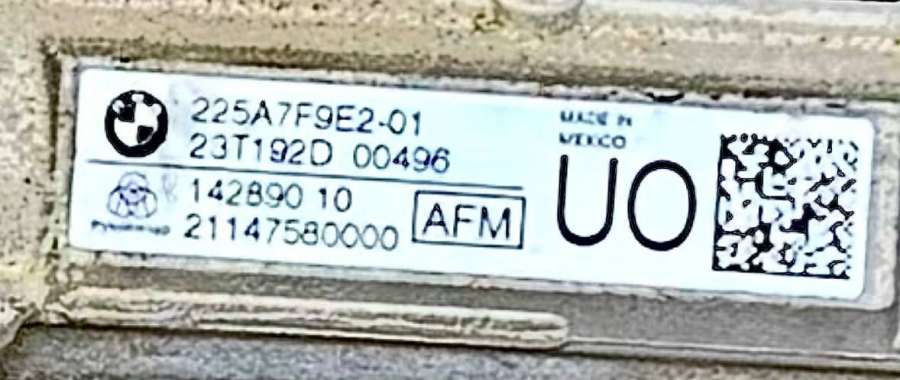 225A7F9E2-01
23T192D 00496
142890 10
21147580000
AFM
MADE IN
MEXICO
UO